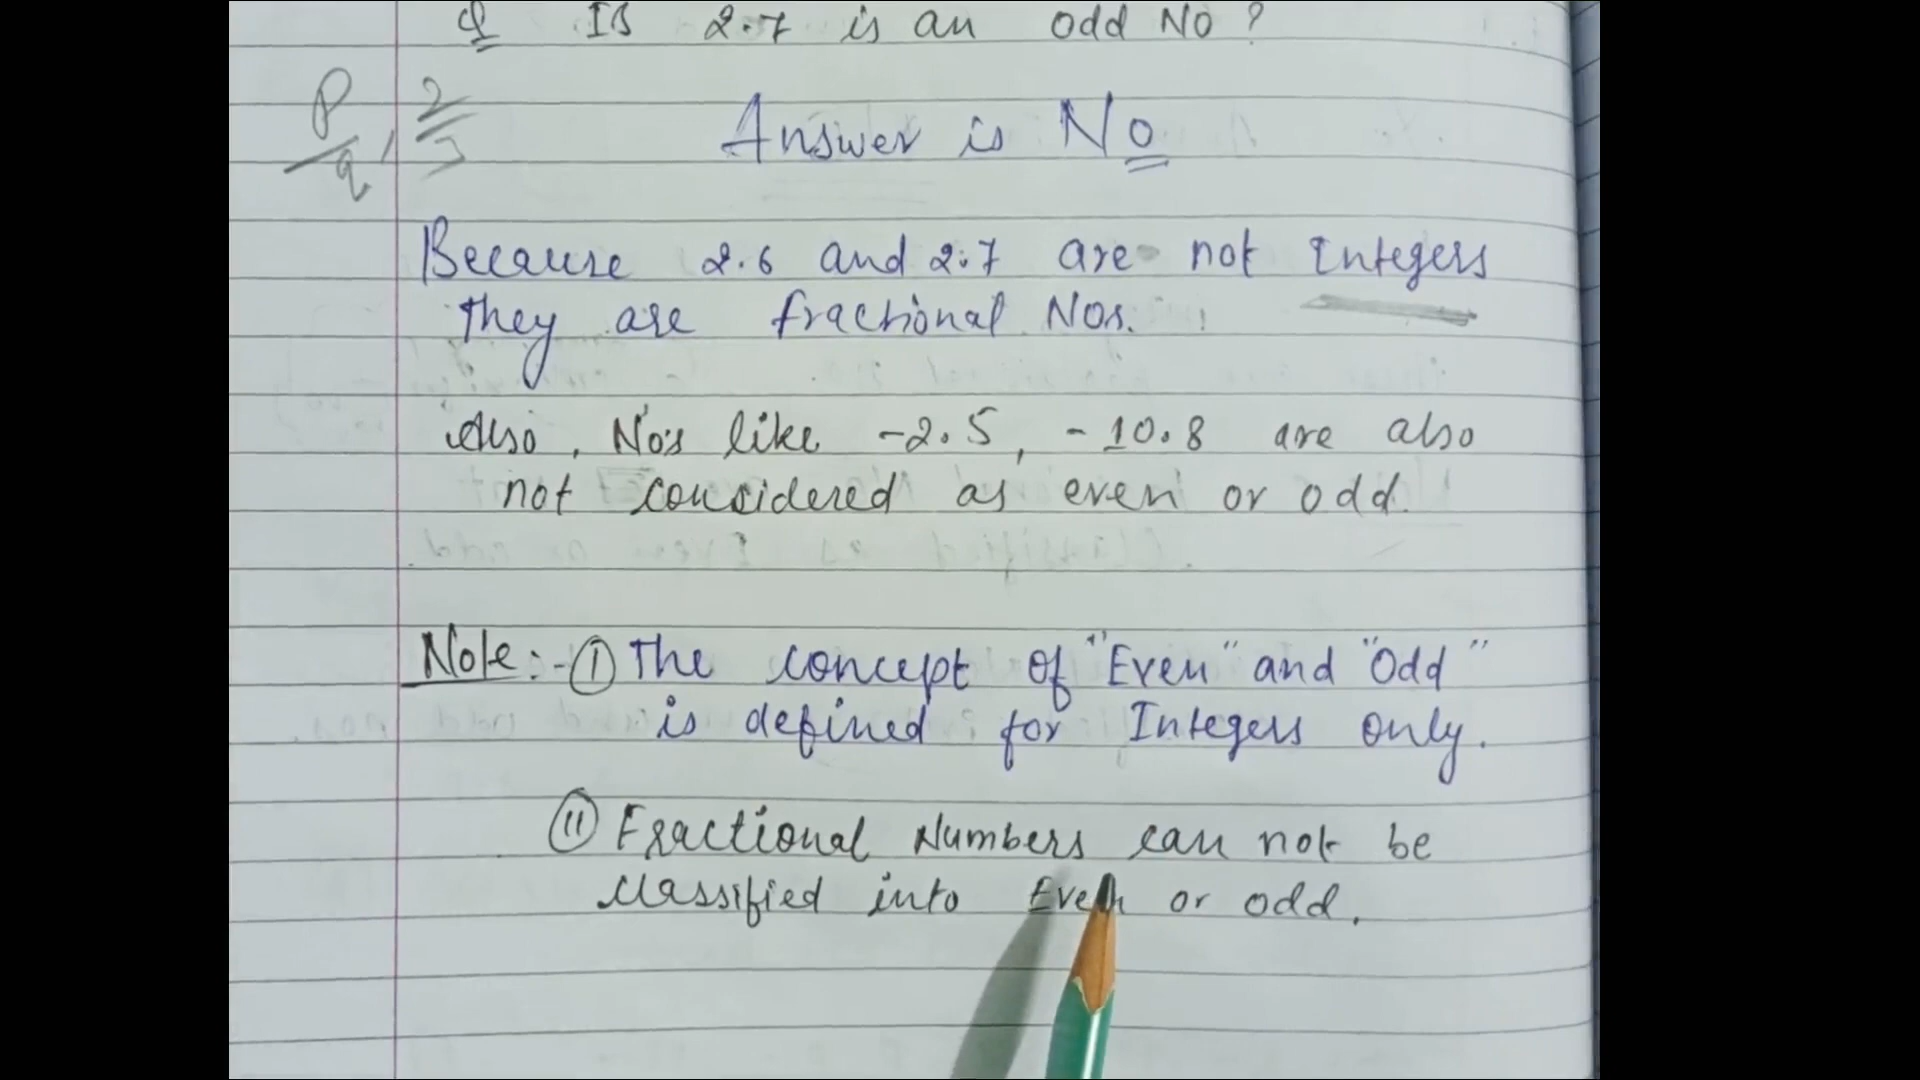 Q Is 2.7 is an odd No?
P/q, 2/3
Answer is No
Because 2.6 and 2.7 are not Integers
They are fractional Nos.
Also, No's like -2.5, -10.8 are also
not considered as even or odd.
Note:- (I) The concept of "Even" and "Odd"
is defined for Integers only.
(II) Fractional Numbers can not be
classified into Even or odd.